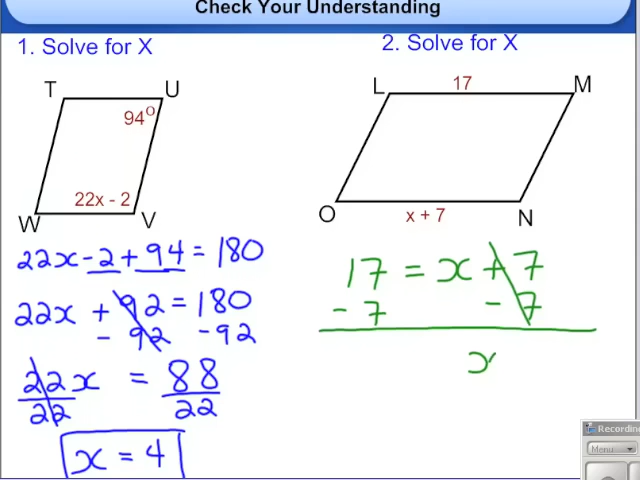 Check Your Understanding
1. Solve for X
2. Solve for X
T
U
94°
22x - 2
W
V
L
17
M
O
x + 7
N
22x - 2 + 94 = 180
22x + 92 = 180
- 92 - 92
22x = 88
22 22
x = 4
17 = x + 7
- 7 - 7
x
Recording
Menu